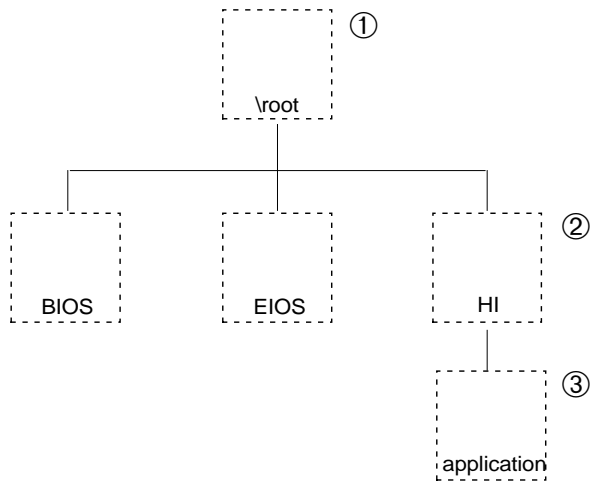 ①
\root
②
BIOS
EIOS
HI
③
application